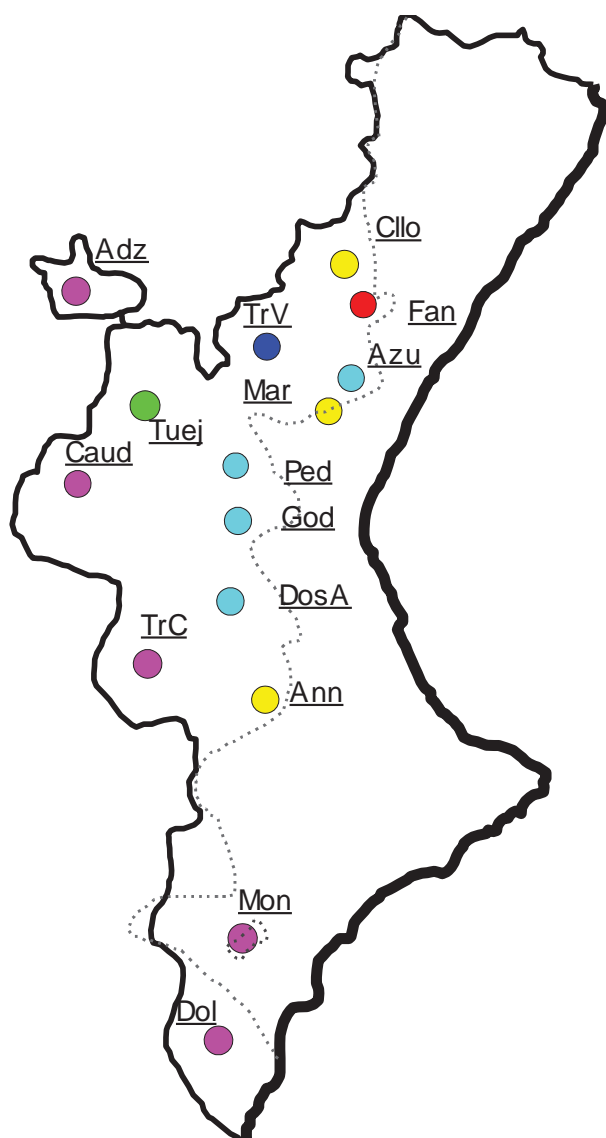 Cllo
Adz
Fan
TrV
Azu
Mar
Tuej
Caud
Ped
God
DosA
TrC
Ann
Mon
Dol